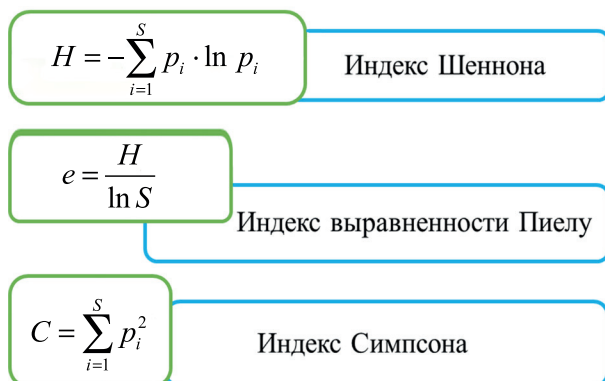 H = −∑_{i=1}^{S} p_i · ln p_i
Индекс Шеннона
e = H / ln S
Индекс выравненности Пиелу
C = ∑_{i=1}^{S} p_i^2
Индекс Симпсона